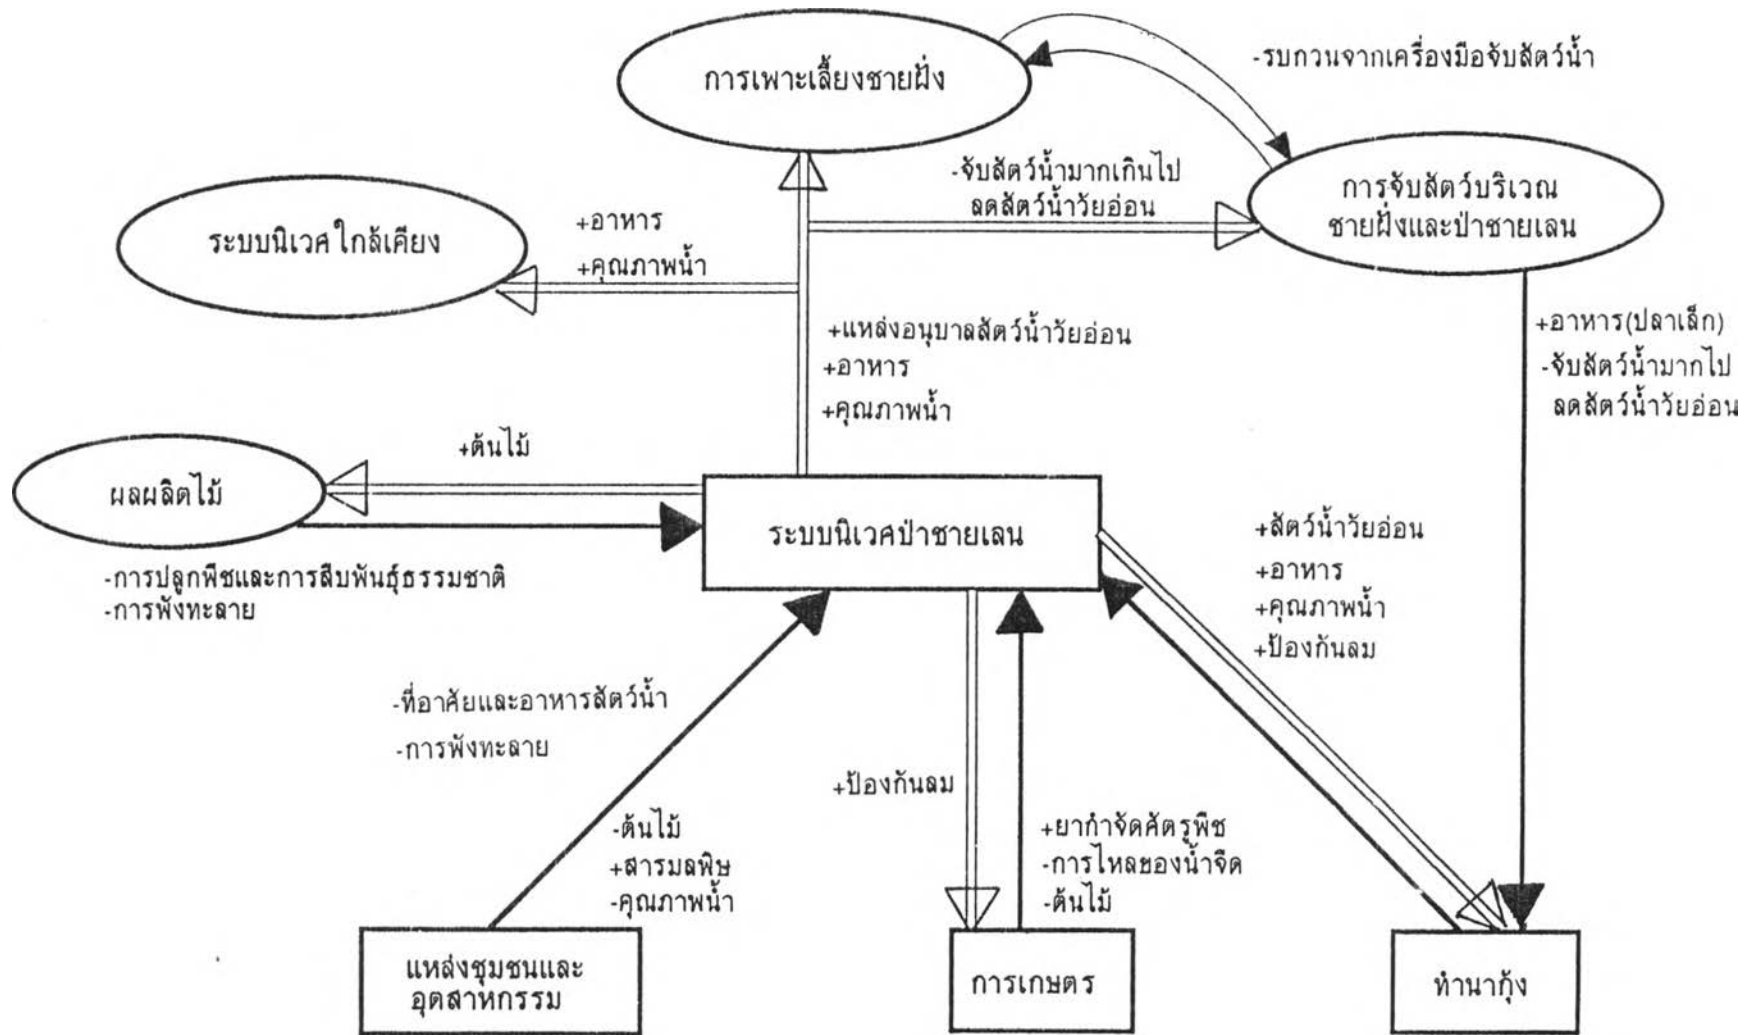 การเพาะเลี้ยงชายฝั่ง
-รบกวนจากเครื่องมือจับสัตว์น้ำ
-จับสัตว์น้ำมากเกินไป
ลดสัตว์น้ำวัยอ่อน
การจับสัตว์บริเวณ
ชายฝั่งและป่าชายเลน
ระบบนิเวศใกล้เคียง
+อาหาร
+คุณภาพน้ำ
+แหล่งอนุบาลสัตว์น้ำวัยอ่อน
+อาหาร
+คุณภาพน้ำ
+อาหาร(ปลาเล็ก)
-จับสัตว์น้ำมากไป
ลดสัตว์น้ำวัยอ่อน
+ต้นไม้
ผลผลิตไม้
ระบบนิเวศป่าชายเลน
-การปลูกพืชและการสืบพันธุ์ธรรมชาติ
-การพังทะลาย
+สัตว์น้ำวัยอ่อน
+อาหาร
+คุณภาพน้ำ
+ป้องกันลม
-ที่อาศัยและอาหารสัตว์น้ำ
-การพังทะลาย
+ป้องกันลม
-ต้นไม้
+สารมลพิษ
-คุณภาพน้ำ
+ยากำจัดศัตรูพืช
-การไหลของน้ำจืด
-ต้นไม้
แหล่งชุมชนและ
อุตสาหกรรม
การเกษตร
ทำนากุ้ง